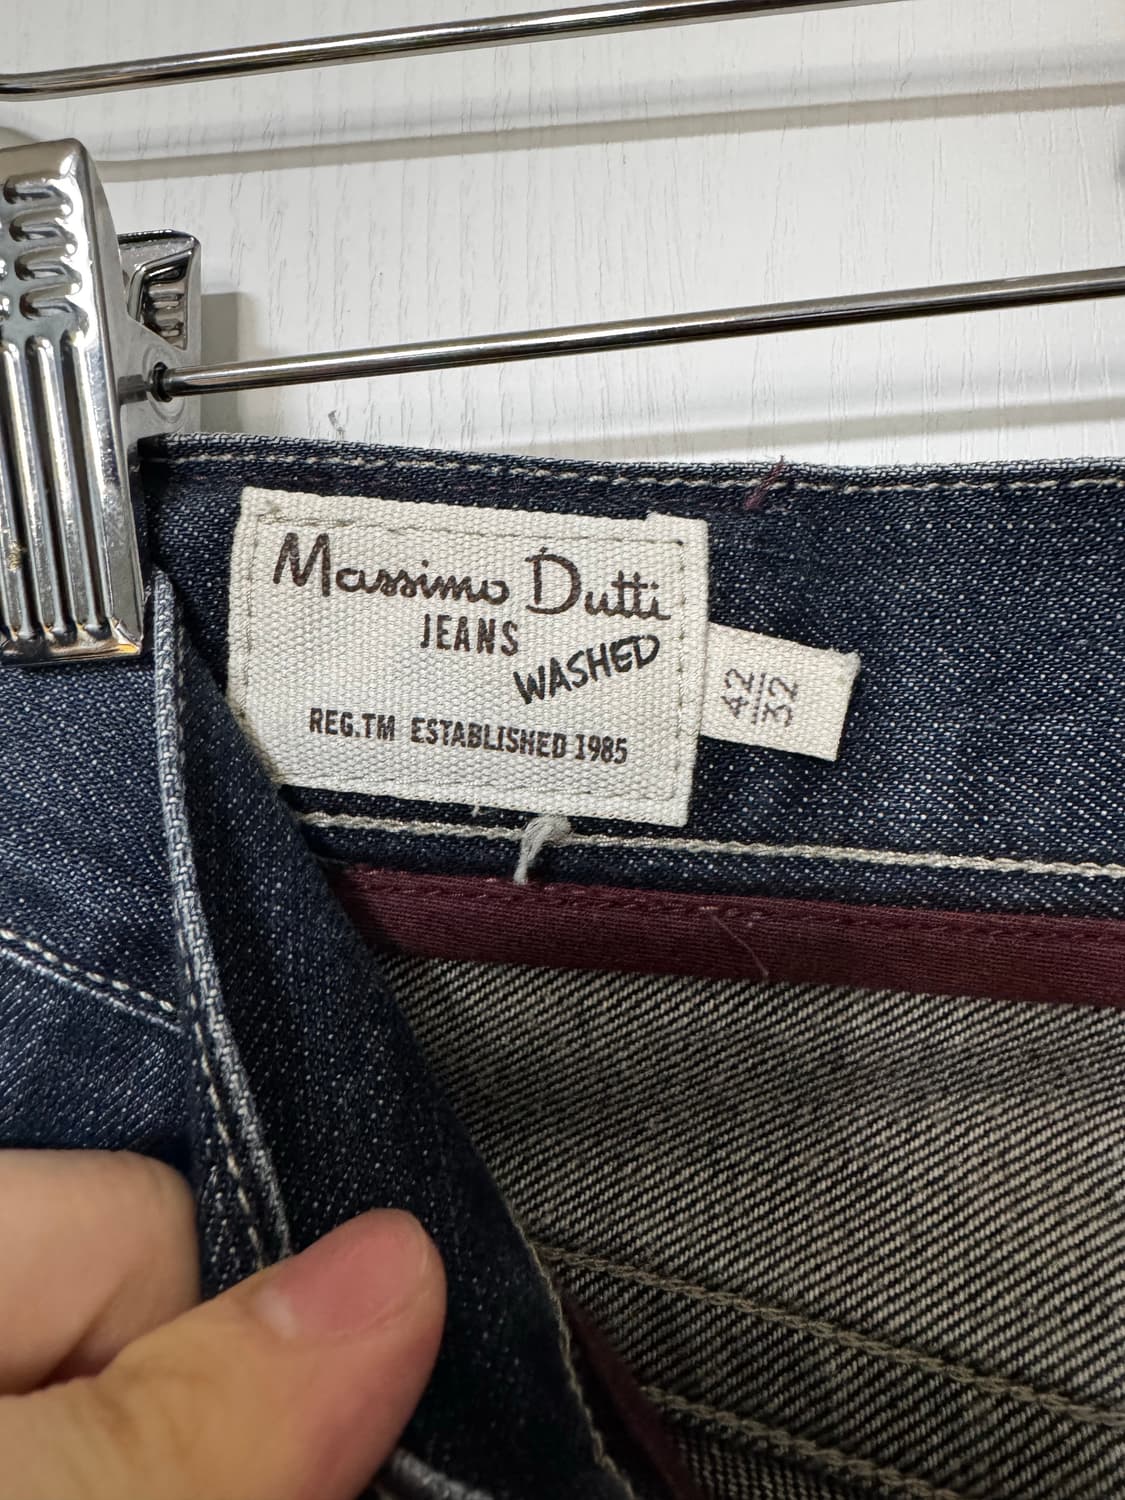 Massimo Dutti
JEANS
WASHED
REG.TM ESTABLISHED 1985
42
32